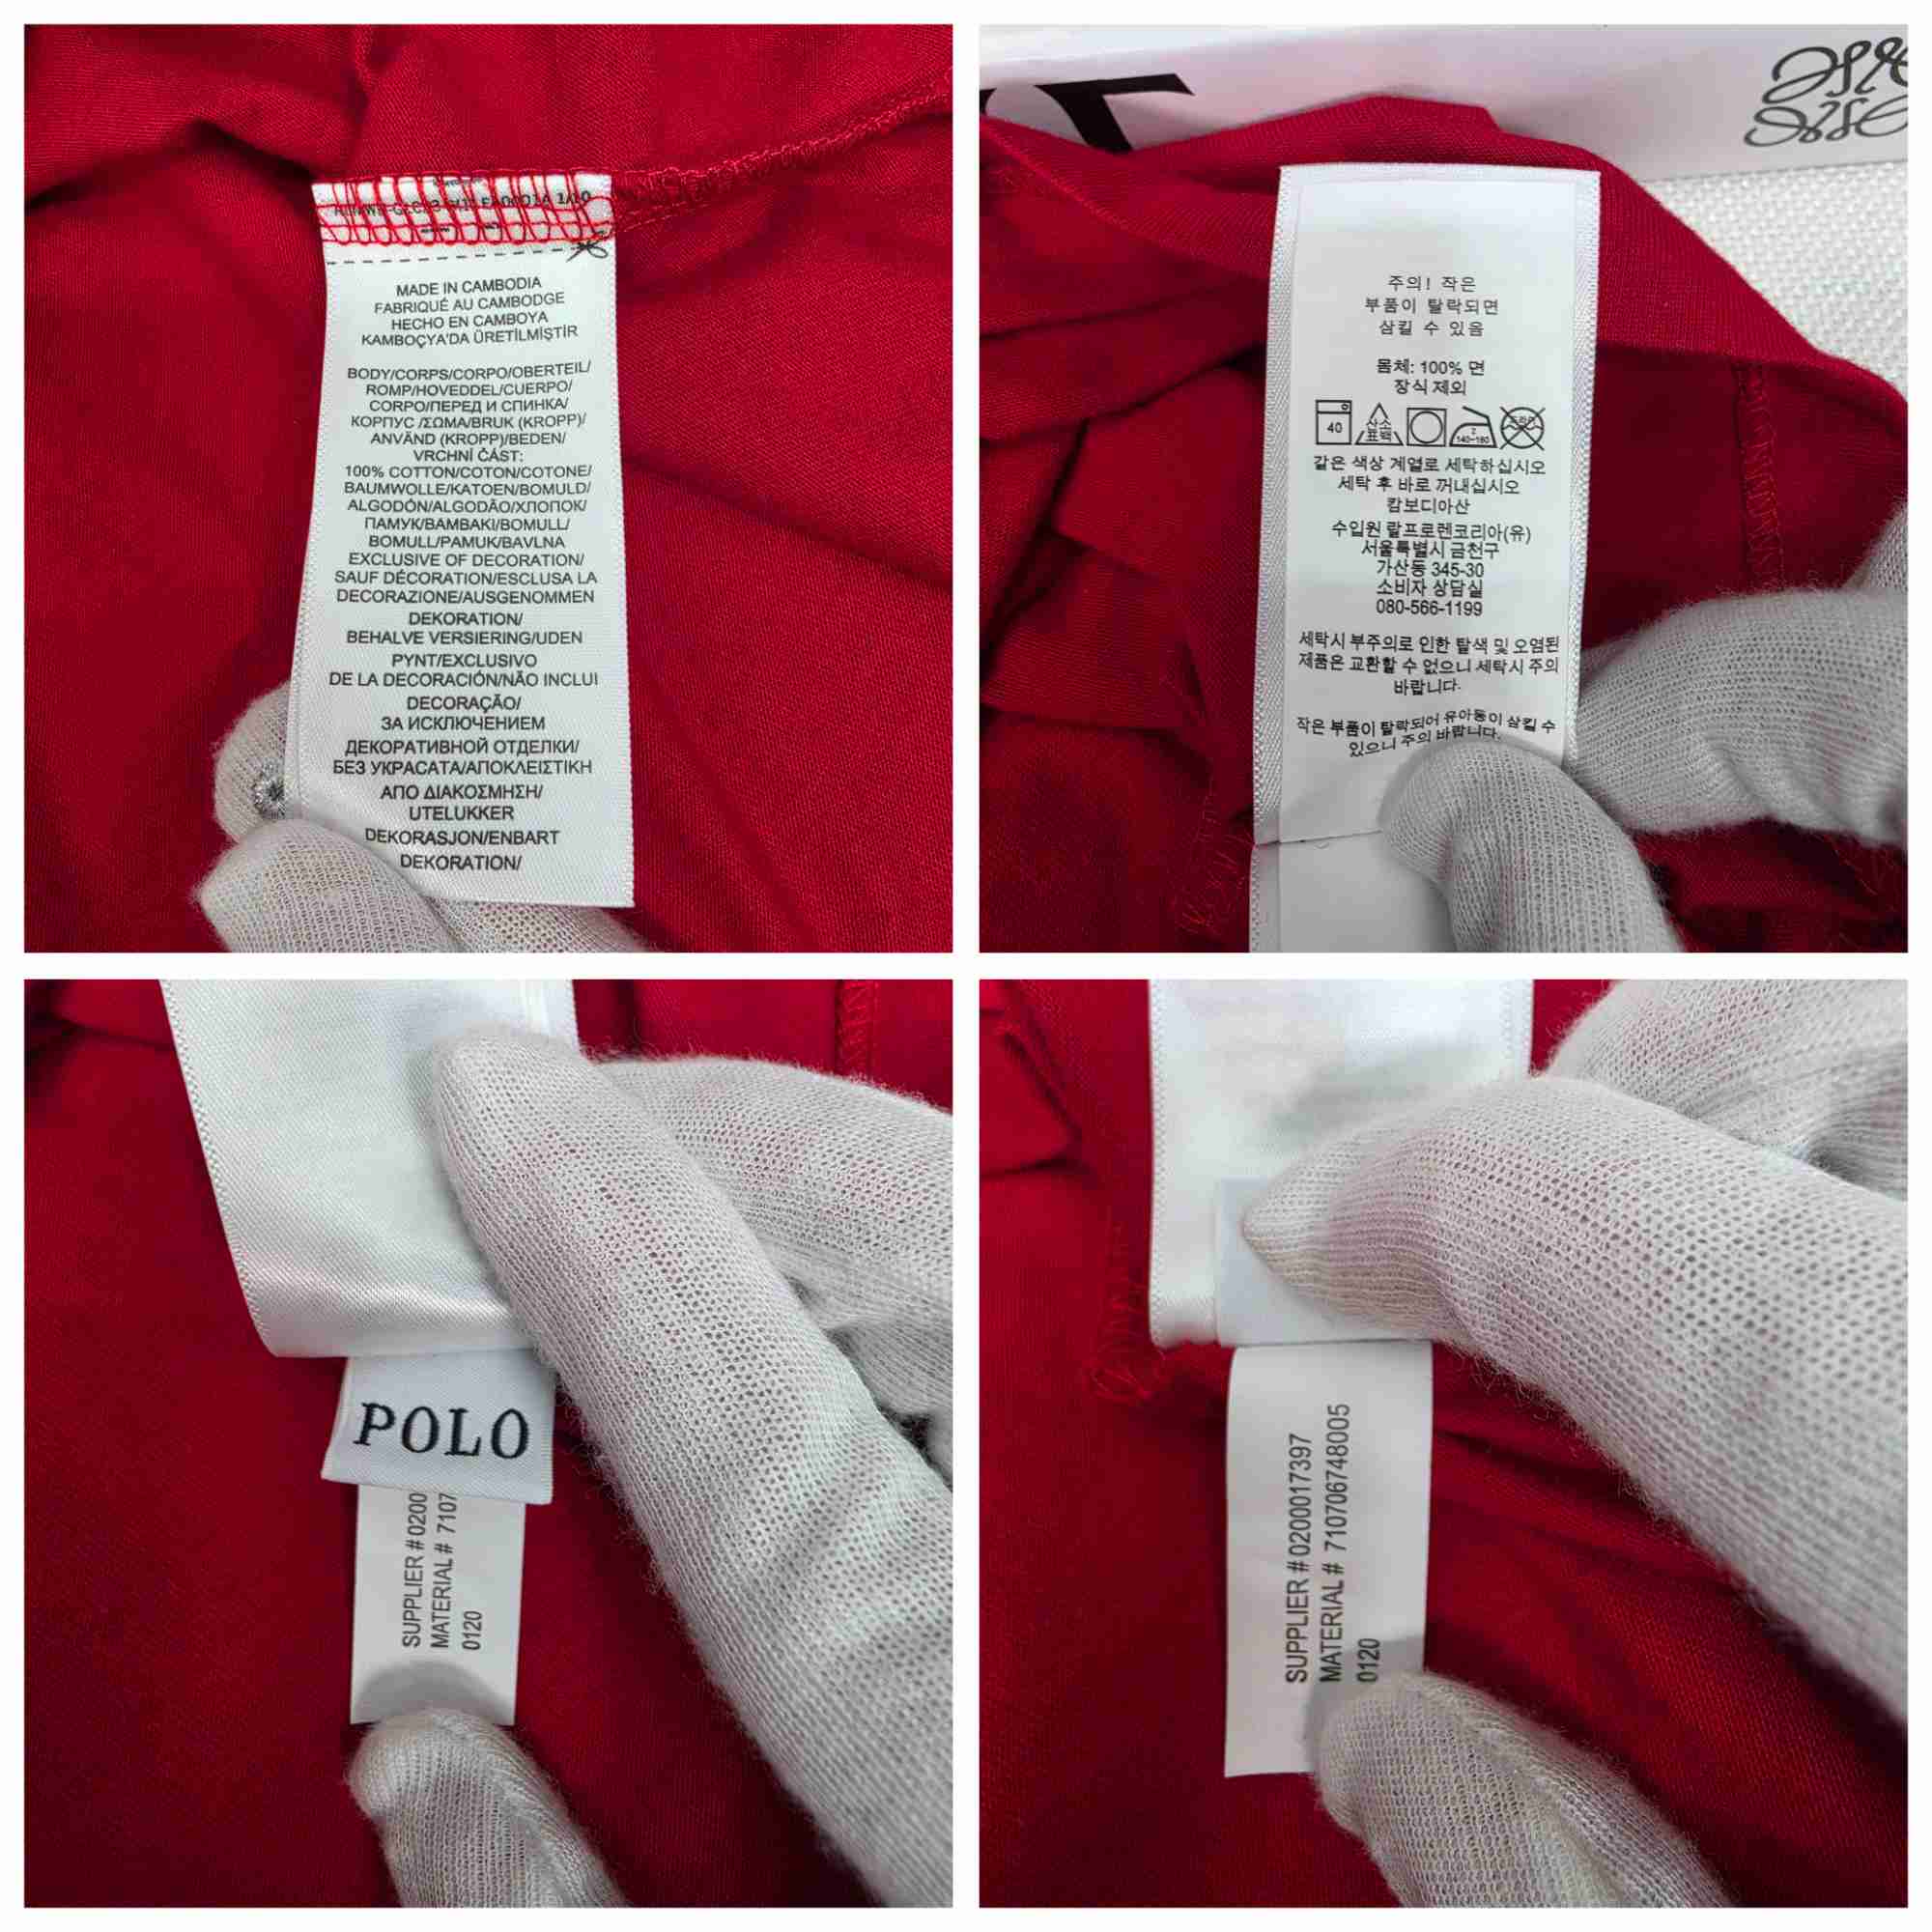 MADE IN CAMBODIA
FABRIQUÉ AU CAMBODGE
HECHO EN CAMBOYA
KAMBOÇYA'DA ÜRETİLMİŞTİR
BODY/CORPS/CORPO/OBERTEIL/
ROMP/HOVEDDEL/CUERPO/
CORPO/ПЕРЕД И СПИНКА/
КОРПУС /ΣΩΜΑ/BRUK (KROPP)/
ANVÄND (KROPP)/BEDEN/
VRCHNÍ ČÁST:
100% COTTON/COTON/COTONE/
BAUMWOLLE/KATOEN/BOMULD/
ALGODÓN/ALGODÃO/ХЛОПОК/
ПАМУК/ΒΑΜΒΑΚΙ/BOMULL/
BOMULL/PAMUK/BAVLNA
EXCLUSIVE OF DECORATION/
SAUF DÉCORATION/ESCLUSA LA
DECORAZIONE/AUSGENOMMEN
DEKORATION/
BEHALVE VERSIERING/UDEN
PYNT/EXCLUSIVO
DE LA DECORACIÓN/NÃO INCLUI
DECORAÇÃO/
ЗА ИСКЛЮЧЕНИЕМ
ДЕКОРАТИВНОЙ ОТДЕЛКИ/
БЕЗ УКРАСАТА/ΑΠΟΚΛΕΙΣΤΙΚΗ
ΑΠΟ ΔΙΑΚΟΣΜΗΣΗ/
UTELUKKER
DEKORASJON/ENBART
DEKORATION/
주의! 작은
부품이 탈락되면
삼킬 수 있음
몸체: 100% 면
장식 제외
40 산소 표백 140~160 드라이
같은 색상 계열로 세탁하십시오
세탁 후 바로 꺼내십시오
캄보디아산
수입원 랄프로렌코리아(유)
서울특별시 금천구
가산동 345-30
소비자 상담실
080-566-1199
세탁시 부주의로 인한 탈색 및 오염된
제품은 교환할 수 없으니 세탁시 주의
바랍니다.
작은 부품이 탈락되어 유아동이 삼킬 수
있으니 주의 바랍니다.
POLO
SUPPLIER # 0200
MATERIAL # 7107
0120
SUPPLIER # 0200017397
MATERIAL # 710706748005
0120